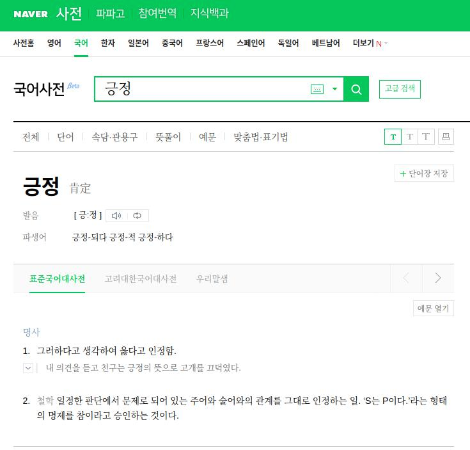 NAVER 사전 파파고 참여번역 지식백과
사전홈 영어 국어 한자 일본어 중국어 프랑스어 스페인어 독일어 베트남어 더보기 N
국어사전 Beta 긍정 고급 검색
전체 단어 속담·관용구 뜻풀이 예문 맞춤법·표기법 T T T
긍정 肯定 + 단어장 저장
발음 [ 긍ː정 ]
파생어 긍정-되다 긍정-적 긍정-하다
표준국어대사전 고려대한국어대사전 우리말샘
예문 열기
명사
1. 그러하다고 생각하여 옳다고 인정함.
내 의견을 듣고 친구는 긍정의 뜻으로 고개를 끄덕였다.
2. 철학 일정한 판단에서 문제로 되어 있는 주어와 술어와의 관계를 그대로 인정하는 일. 'S는 P이다.'라는 형태
의 명제를 참이라고 승인하는 것이다.